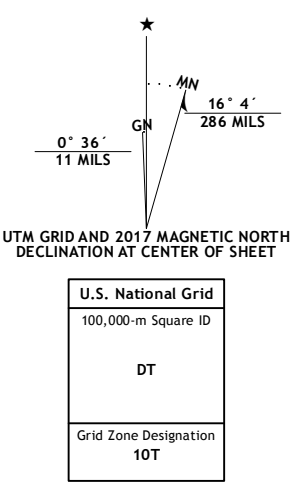 ★
MN
GN
16° 4´
286 MILS
0° 36´
11 MILS
UTM GRID AND 2017 MAGNETIC NORTH
DECLINATION AT CENTER OF SHEET
U.S. National Grid
100,000-m Square ID
DT
Grid Zone Designation
10T